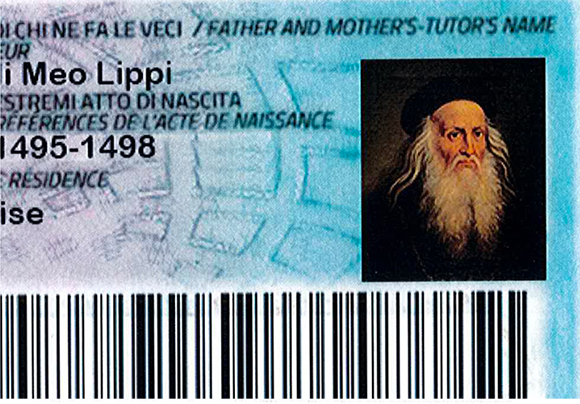 DI CHI NE FA LE VECI / FATHER AND MOTHER'S-TUTOR'S NAME
EUR
i Meo Lippi
ESTREMI ATTO DI NASCITA
RÉFÉRENCES DE L'ACTE DE NAISSANCE
1495-1498
E RÉSIDENCE
ise